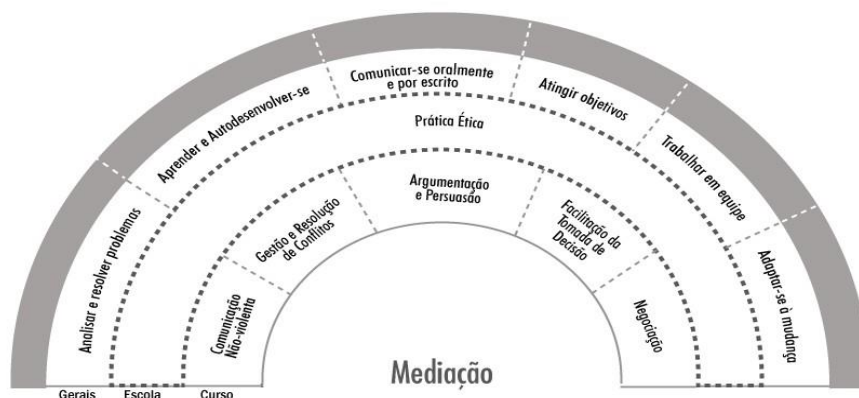 Analisar e resolver problemas
Aprender e Autodesenvolver-se
Comunicar-se oralmente
e por escrito
Atingir objetivos
Trabalhar em equipe
Adaptar-se à mudança
Prática Ética
Comunicação
Não-violenta
Gestão e Resolução
de Conflitos
Argumentação
e Persuasão
Facilitação da
Tomada de
Decisão
Negociação
Mediação
Gerais Escola Curso